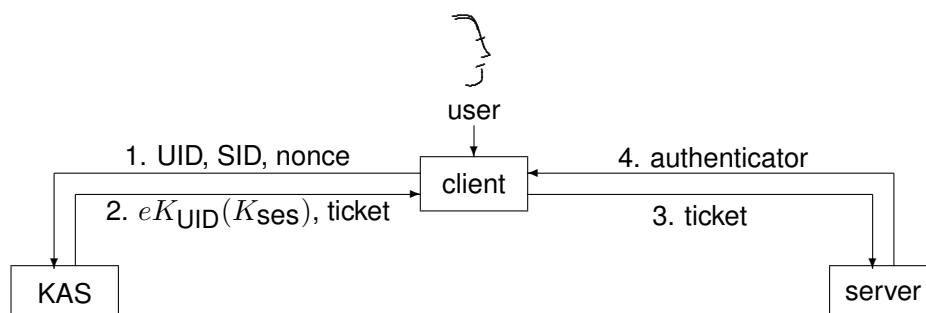 user
1. UID, SID, nonce
4. authenticator
client
2. eK_UID(K_ses), ticket
3. ticket
KAS
server